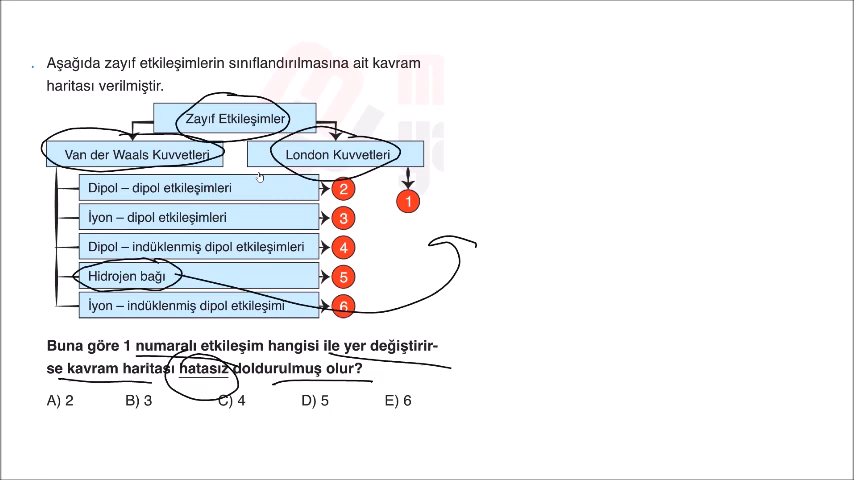 . Aşağıda zayıf etkileşimlerin sınıflandırılmasına ait kavram
haritası verilmiştir.
Zayıf Etkileşimler
Van der Waals Kuvvetleri
London Kuvvetleri
1
Dipol – dipol etkileşimleri
2
İyon – dipol etkileşimleri
3
Dipol – indüklenmiş dipol etkileşimleri
4
Hidrojen bağı
5
İyon – indüklenmiş dipol etkileşimi
6
Buna göre 1 numaralı etkileşim hangisi ile yer değiştirir-
se kavram haritası hatasız doldurulmuş olur?
A) 2 B) 3 C) 4 D) 5 E) 6